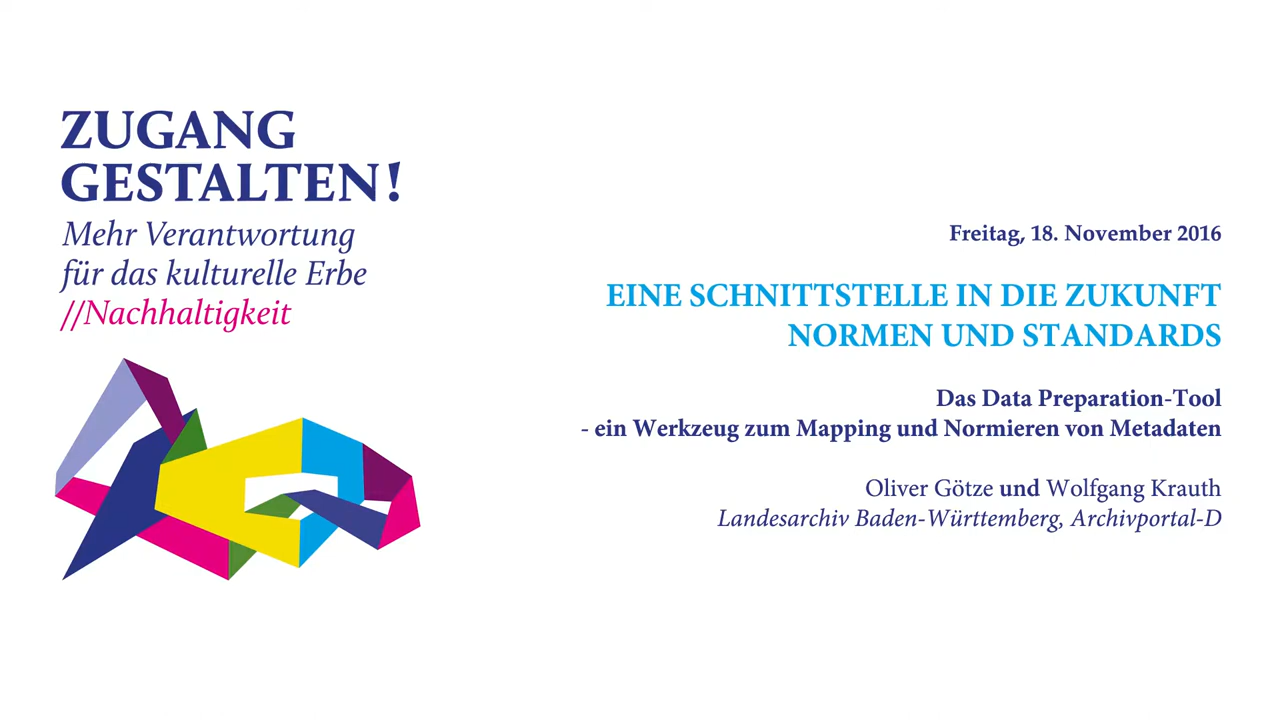 ZUGANG
GESTALTEN!
Mehr Verantwortung
für das kulturelle Erbe
//Nachhaltigkeit
Freitag, 18. November 2016
EINE SCHNITTSTELLE IN DIE ZUKUNFT
NORMEN UND STANDARDS
Das Data Preparation-Tool
- ein Werkzeug zum Mapping und Normieren von Metadaten
Oliver Götze und Wolfgang Krauth
Landesarchiv Baden-Württemberg, Archivportal-D